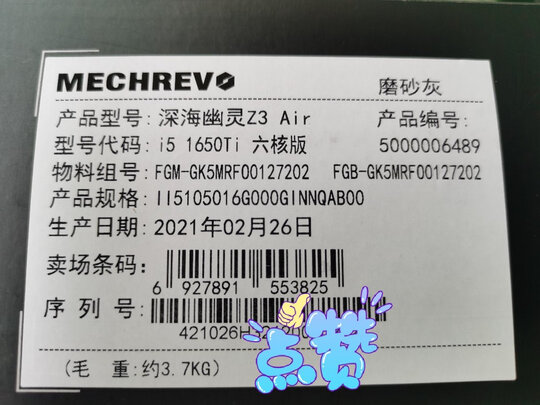 MECHREVO
磨砂灰
产品型号: 深海幽灵Z3 Air 产品编号:
型号代码: i5 1650Ti 六核版 5000006489
物料组号: FGM-GK5MRF00127202 FGB-GK5MRF00127202
产品规格: II5105016G000GINNQAB00
生产日期: 2021年02月26日
卖场条码:
6 927891 553825
序列号:
421026H
点赞
(毛 重:约3.7KG)